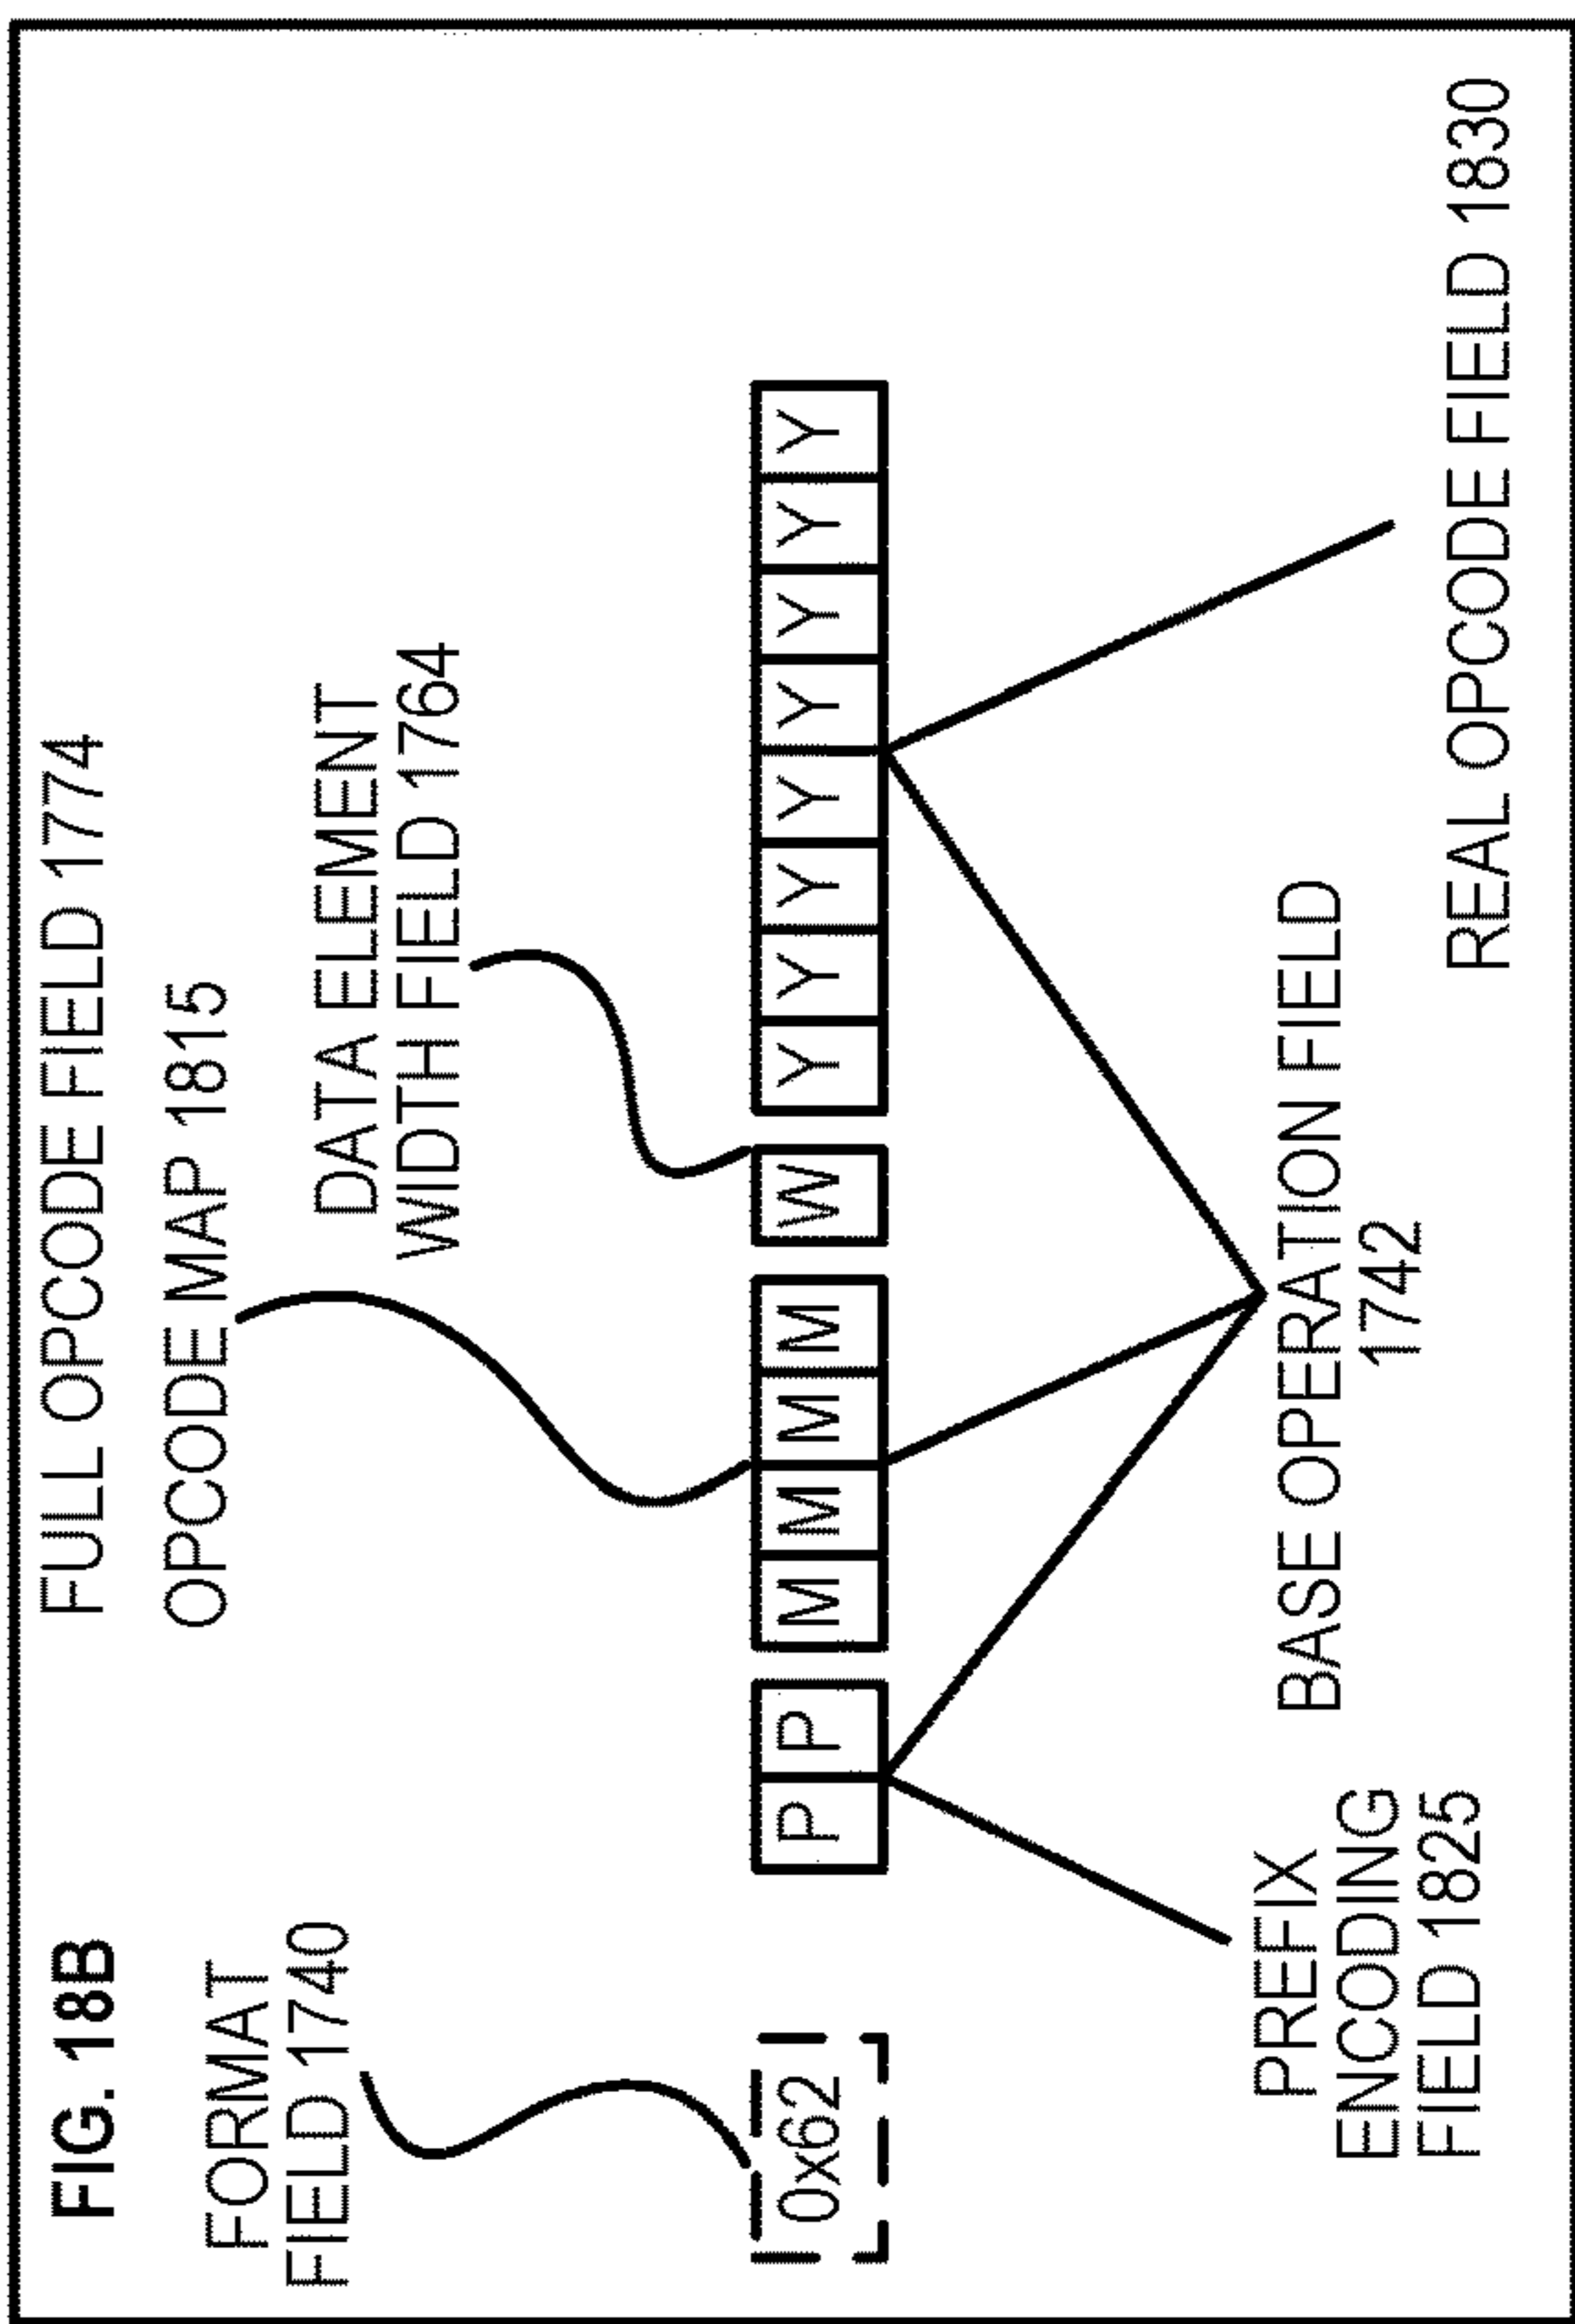 FIG. 18B
FULL OPCODE FIELD 1774
FORMAT
FIELD 1740
OPCODE MAP 1815
DATA ELEMENT
WIDTH FIELD 1764
0x62
P P
M M M M
W
Y Y Y Y Y Y Y Y
PREFIX
ENCODING
FIELD 1825
BASE OPERATION FIELD
1742
REAL OPCODE FIELD 1830